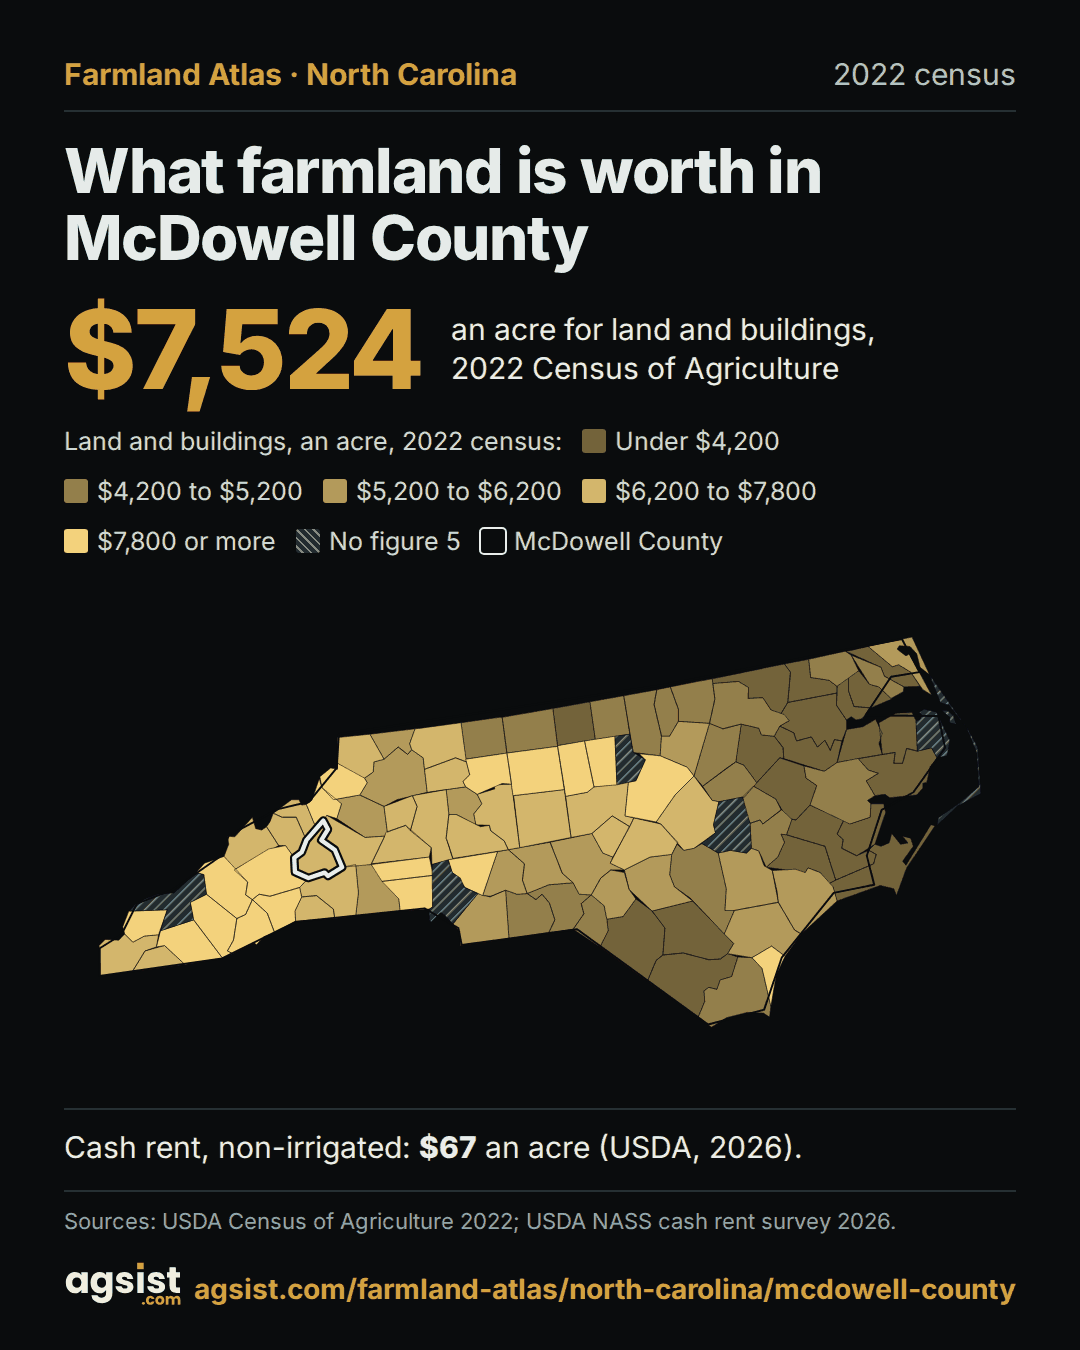 Farmland Atlas · North Carolina
2022 census
What farmland is worth in
McDowell County
$7,524
an acre for land and buildings,
2022 Census of Agriculture
Land and buildings, an acre, 2022 census: Under $4,200
$4,200 to $5,200 $5,200 to $6,200 $6,200 to $7,800
$7,800 or more No figure 5 McDowell County
Cash rent, non-irrigated: $67 an acre (USDA, 2026).
Sources: USDA Census of Agriculture 2022; USDA NASS cash rent survey 2026.
agsist.com
agsist.com/farmland-atlas/north-carolina/mcdowell-county